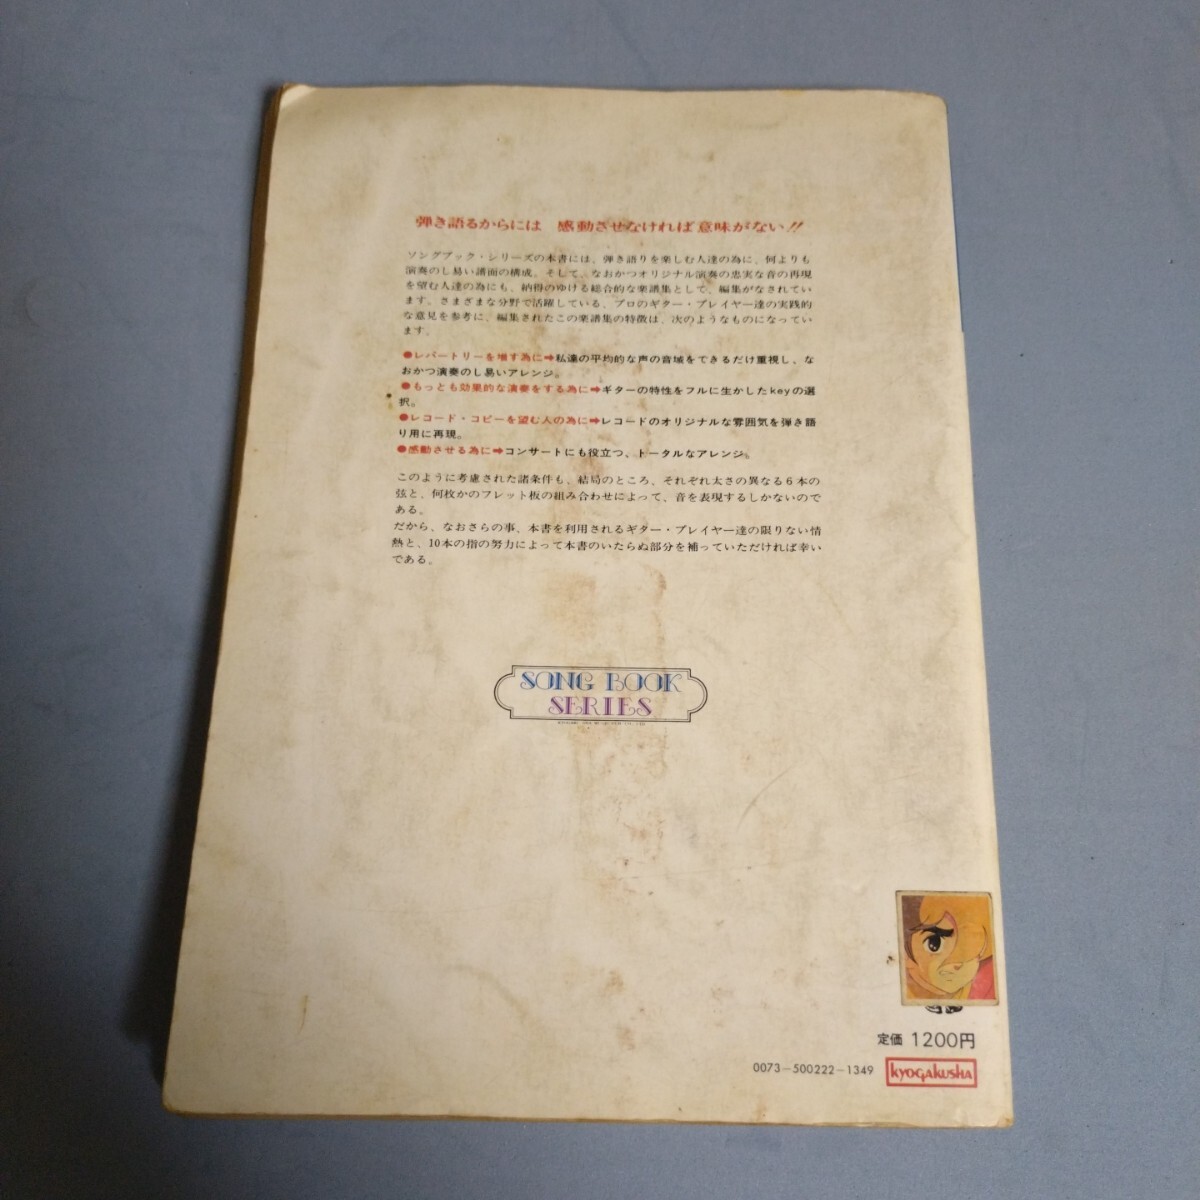 弾き語るからには 感動させなければ意味がない!!
ソングブック・シリーズの本書には、弾き語りを楽しむ人達の為に、何よりも
演奏のし易い譜面の構成。そして、なおかつオリジナル演奏の忠実な音の再現
を望む人達の為にも、納得のゆける総合的な楽譜集として、編集がなされてい
ます。さまざまな分野で活躍している、プロのギター・プレイヤー達の実践的
な意見を参考に、編集されたこの楽譜集の特徴は、次のようなものになってい
ます。
●レパートリーを増す為に➡私達の平均的な声の音域をできるだけ重視し、な
おかつ演奏のし易いアレンジ。
●もっとも効果的な演奏をする為に➡ギターの特性をフルに生かしたkeyの選
択。
●レコード・コピーを望む人の為に➡レコードのオリジナルな雰囲気を弾き語
り用に再現。
●感動させる為に➡コンサートにも役立つ、トータルなアレンジ。
このように考慮された諸条件も、結局のところ、それぞれ太さの異なる6本の
弦と、何枚かのフレット板の組み合わせによって、音を表現するしかないので
ある。
だから、なおさらの事、本書を利用されるギター・プレイヤー達の限りない情
熱と、10本の指の努力によって本書のいたらぬ部分を補っていただければ幸い
である。
SONG BOOK
SERIES
定価 1200円
0073-500222-1349
KYOGAKUSHA